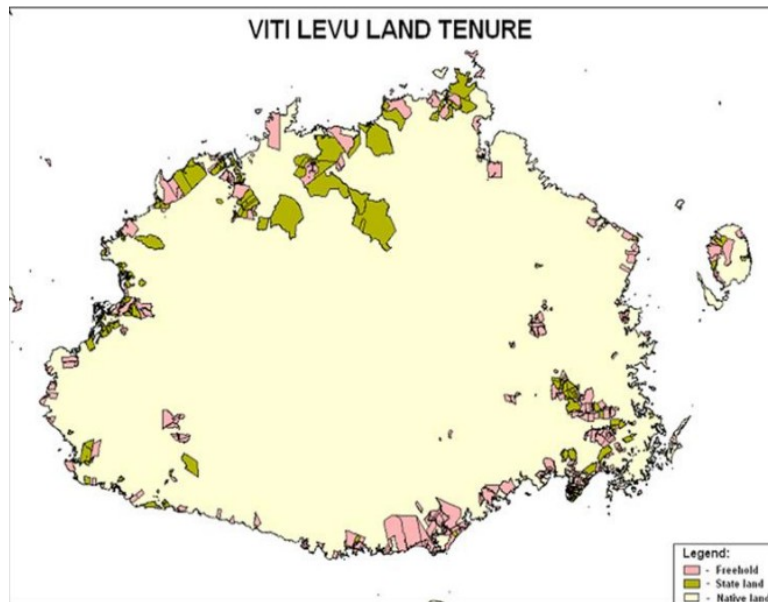 VITI LEVU LAND TENURE
Legend:
- Freehold
- State land
- Native land